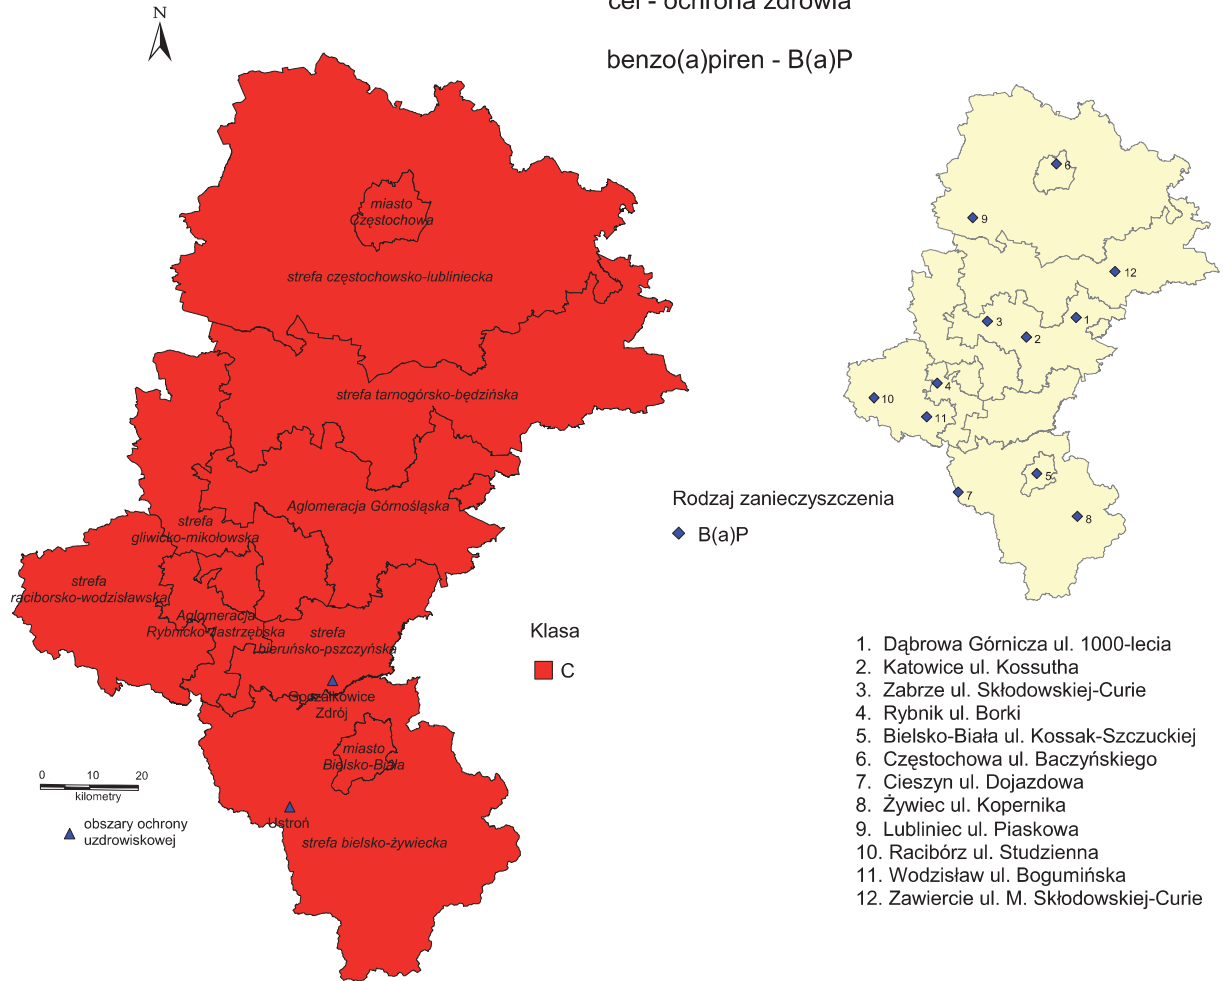 cel - ochrona zdrowia
benzo(a)piren - B(a)P
N
miasto
Częstochowa
strefa częstochowsko-lubliniecka
strefa tarnogórsko-będzińska
Aglomeracja Górnośląska
strefa
gliwicko-mikołowska
strefa
raciborsko-wodzisławska
Aglomeracja
Rybnicko-Jastrzębska
strefa
bieruńsko-pszczyńska
Goczałkowice
Zdrój
miasto
Bielsko-Biała
Ustroń
strefa bielsko-żywiecka
0 10 20
kilometry
obszary ochrony
uzdrowiskowej
Klasa
C
Rodzaj zanieczyszczenia
B(a)P
6
9
12
1
3
2
4
10
11
5
7
8
1. Dąbrowa Górnicza ul. 1000-lecia
2. Katowice ul. Kossutha
3. Zabrze ul. Skłodowskiej-Curie
4. Rybnik ul. Borki
5. Bielsko-Biała ul. Kossak-Szczuckiej
6. Częstochowa ul. Baczyńskiego
7. Cieszyn ul. Dojazdowa
8. Żywiec ul. Kopernika
9. Lubliniec ul. Piaskowa
10. Racibórz ul. Studzienna
11. Wodzisław ul. Bogumińska
12. Zawiercie ul. M. Skłodowskiej-Curie